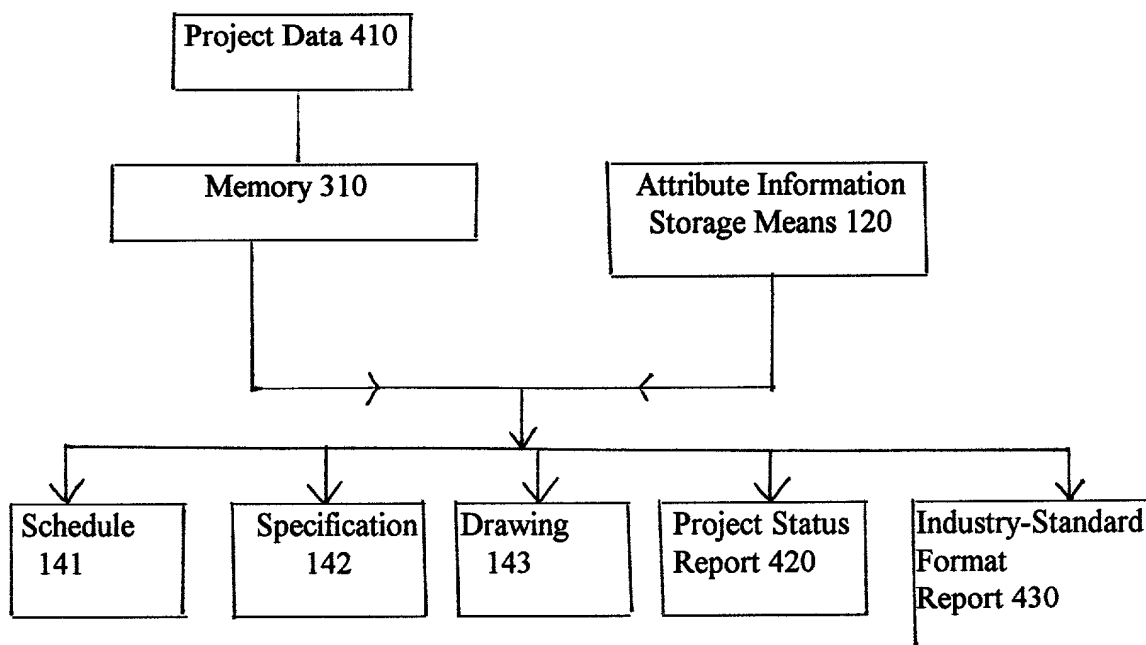 Project Data 410
Memory 310
Attribute Information
Storage Means 120
Schedule
141
Specification
142
Drawing
143
Project Status
Report 420
Industry-Standard
Format
Report 430